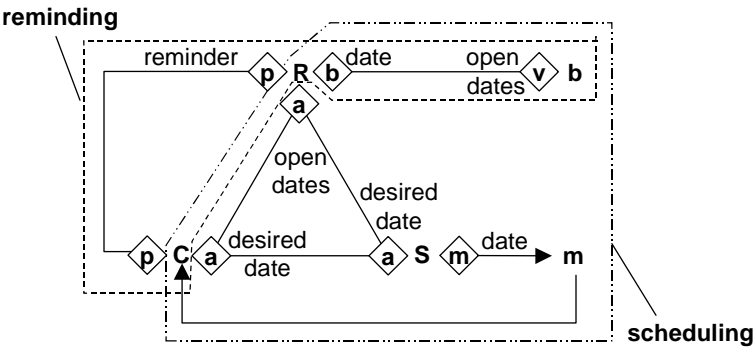 reminding
reminder p R b date open v b
dates
a
open
dates
desired
date
p C a desired a S m date m
date
scheduling